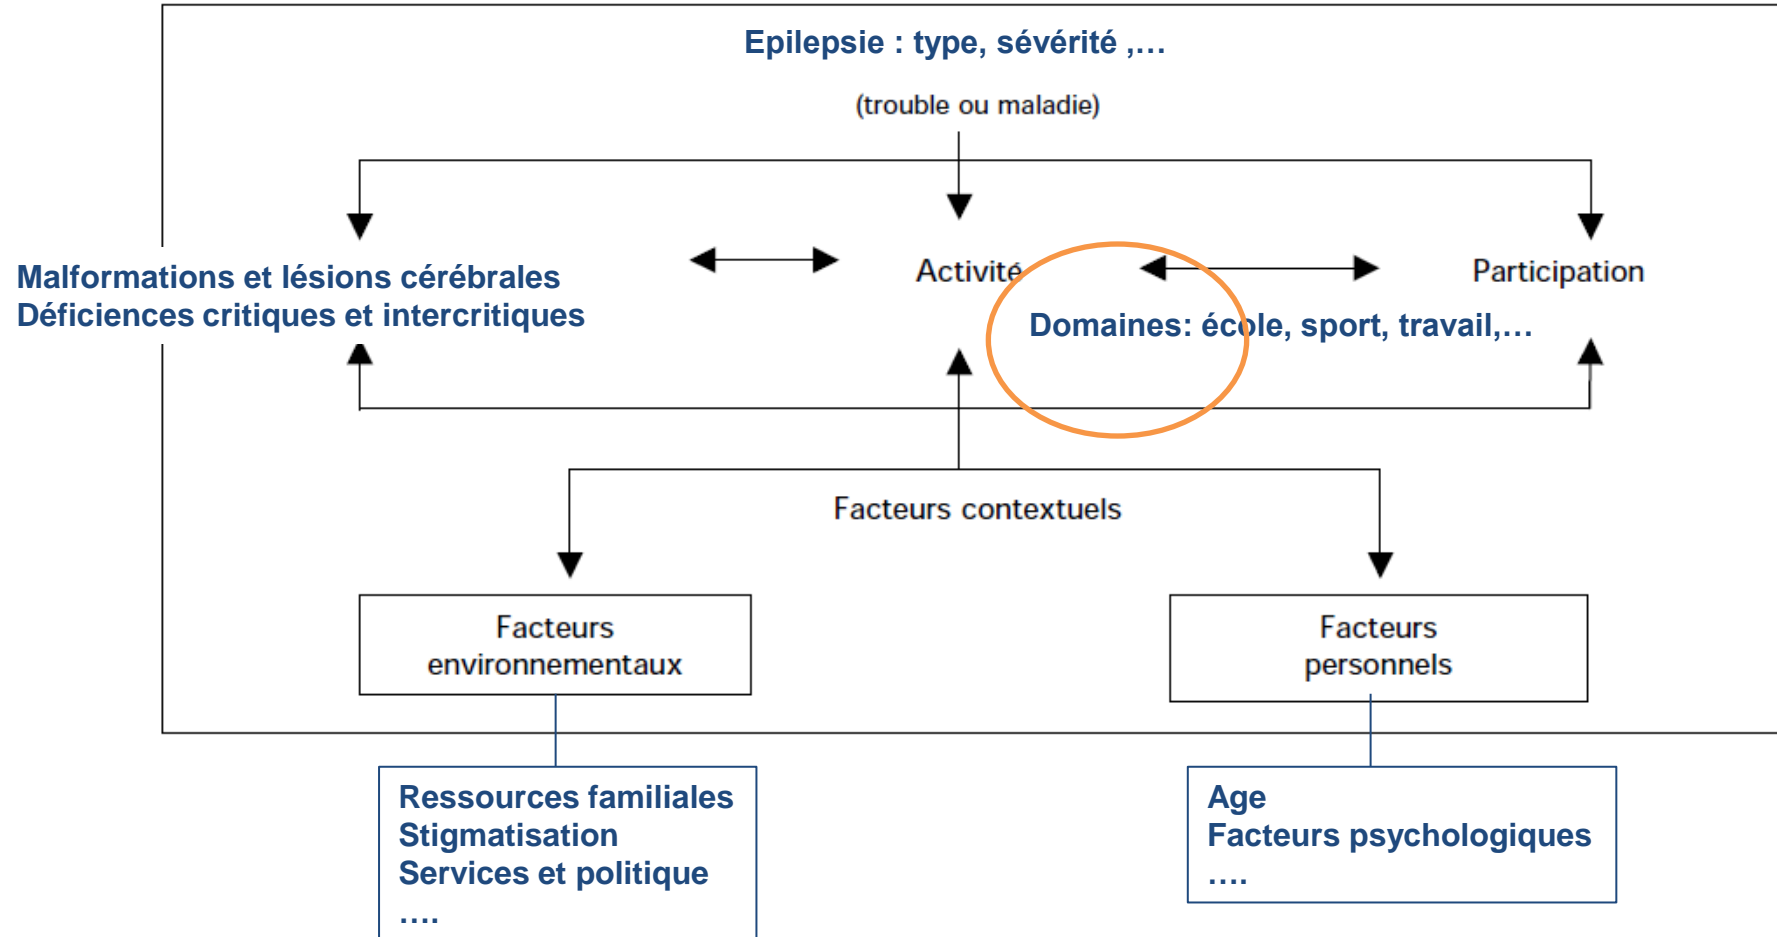 Epilepsie : type, sévérité ,…
(trouble ou maladie)
Malformations et lésions cérébrales
Déficiences critiques et intercritiques
Activité
Participation
Domaines: école, sport, travail,…
Facteurs contextuels
Facteurs
environnementaux
Facteurs
personnels
Ressources familiales
Stigmatisation
Services et politique
….
Age
Facteurs psychologiques
….